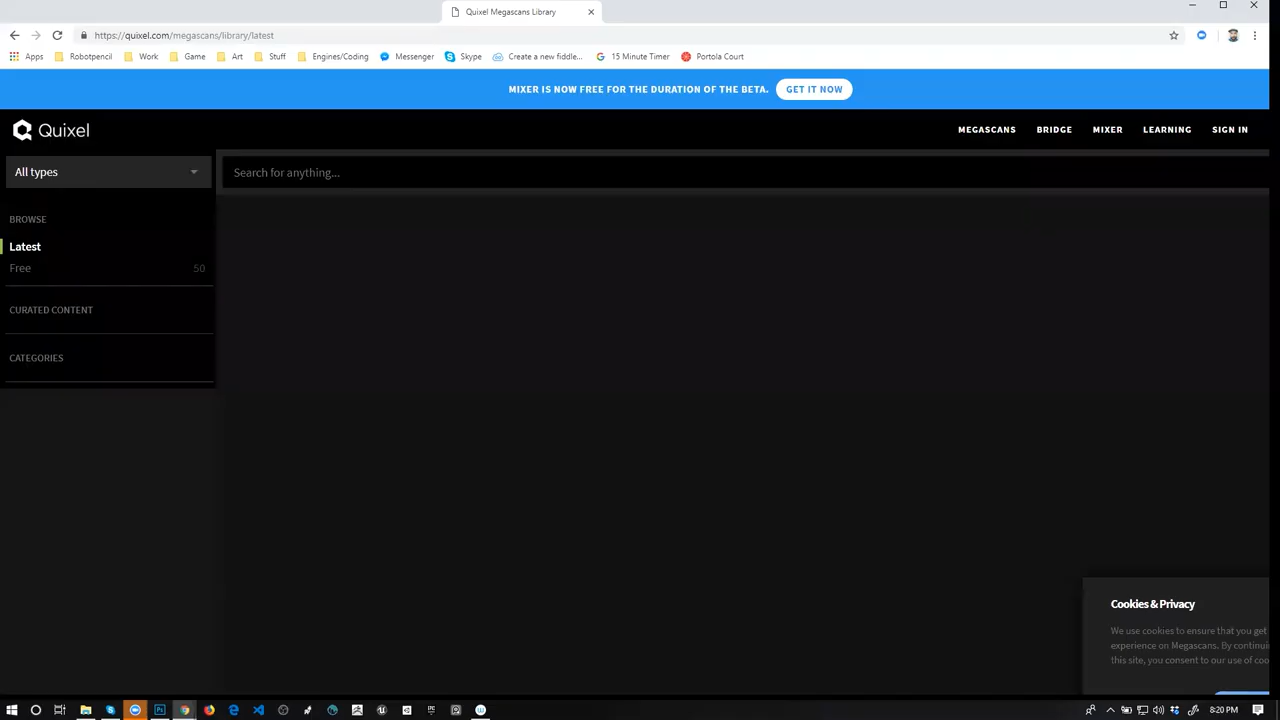 Quixel Megascans Library
https://quixel.com/megascans/library/latest
Apps Robotpencil Work Game Art Stuff Engines/Coding Messenger Skype Create a new fiddle... 15 Minute Timer Portola Court
MIXER IS NOW FREE FOR THE DURATION OF THE BETA. GET IT NOW
Quixel MEGASCANS BRIDGE MIXER LEARNING SIGN IN
All types Search for anything...
BROWSE
Latest
Free 50
CURATED CONTENT
CATEGORIES
Cookies & Privacy
We use cookies to ensure that you get
experience on Megascans. By continui
this site, you consent to our use of coo
8:20 PM